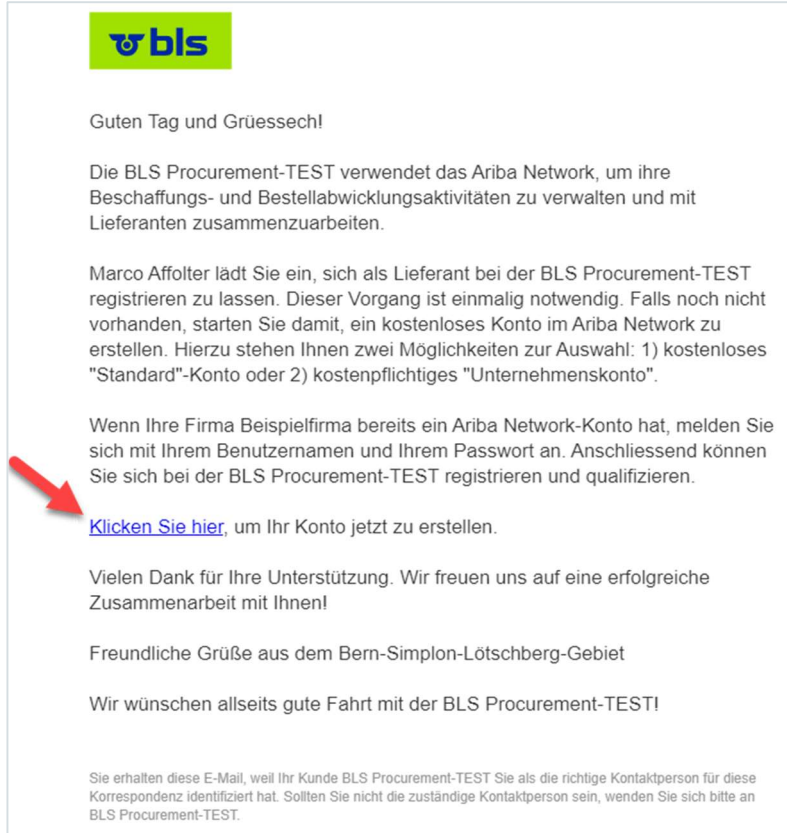 bls
Guten Tag und Grüessech!
Die BLS Procurement-TEST verwendet das Ariba Network, um ihre
Beschaffungs- und Bestellabwicklungsaktivitäten zu verwalten und mit
Lieferanten zusammenzuarbeiten.
Marco Affolter lädt Sie ein, sich als Lieferant bei der BLS Procurement-TEST
registrieren zu lassen. Dieser Vorgang ist einmalig notwendig. Falls noch nicht
vorhanden, starten Sie damit, ein kostenloses Konto im Ariba Network zu
erstellen. Hierzu stehen Ihnen zwei Möglichkeiten zur Auswahl: 1) kostenloses
"Standard"-Konto oder 2) kostenpflichtiges "Unternehmenskonto".
Wenn Ihre Firma Beispielfirma bereits ein Ariba Network-Konto hat, melden Sie
sich mit Ihrem Benutzernamen und Ihrem Passwort an. Anschliessend können
Sie sich bei der BLS Procurement-TEST registrieren und qualifizieren.
Klicken Sie hier, um Ihr Konto jetzt zu erstellen.
Vielen Dank für Ihre Unterstützung. Wir freuen uns auf eine erfolgreiche
Zusammenarbeit mit Ihnen!
Freundliche Grüße aus dem Bern-Simplon-Lötschberg-Gebiet
Wir wünschen allseits gute Fahrt mit der BLS Procurement-TEST!
Sie erhalten diese E-Mail, weil Ihr Kunde BLS Procurement-TEST Sie als die richtige Kontaktperson für diese
Korrespondenz identifiziert hat. Sollten Sie nicht die zuständige Kontaktperson sein, wenden Sie sich bitte an
BLS Procurement-TEST.